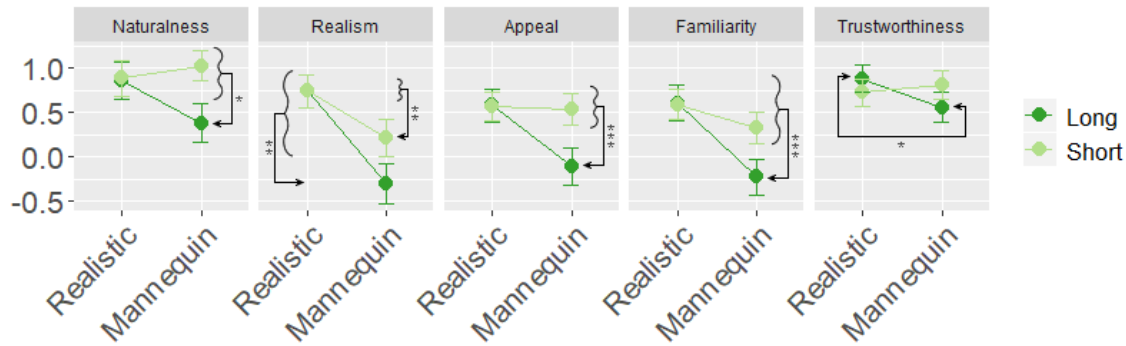 Naturalness Realism Appeal Familiarity Trustworthiness
1.0
0.5
0.0
-0.5
*
**
**
***
***
*
Realistic Mannequin Realistic Mannequin Realistic Mannequin Realistic Mannequin Realistic Mannequin
Long
Short